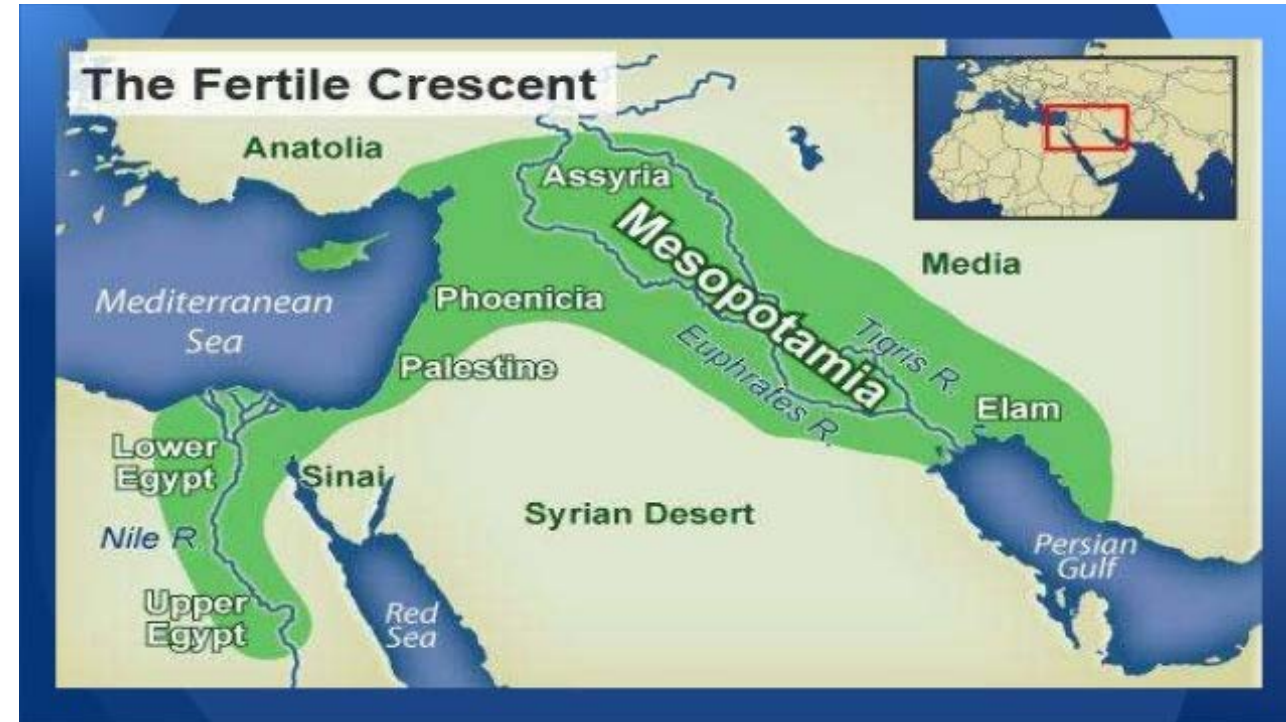 The Fertile Crescent
Anatolia
Assyria
Mesopotamia
Media
Mediterranean
Sea
Phoenicia
Tigris R.
Euphrates R.
Palestine
Elam
Lower
Egypt
Sinai
Syrian Desert
Nile R.
Persian
Gulf
Upper
Egypt
Red
Sea